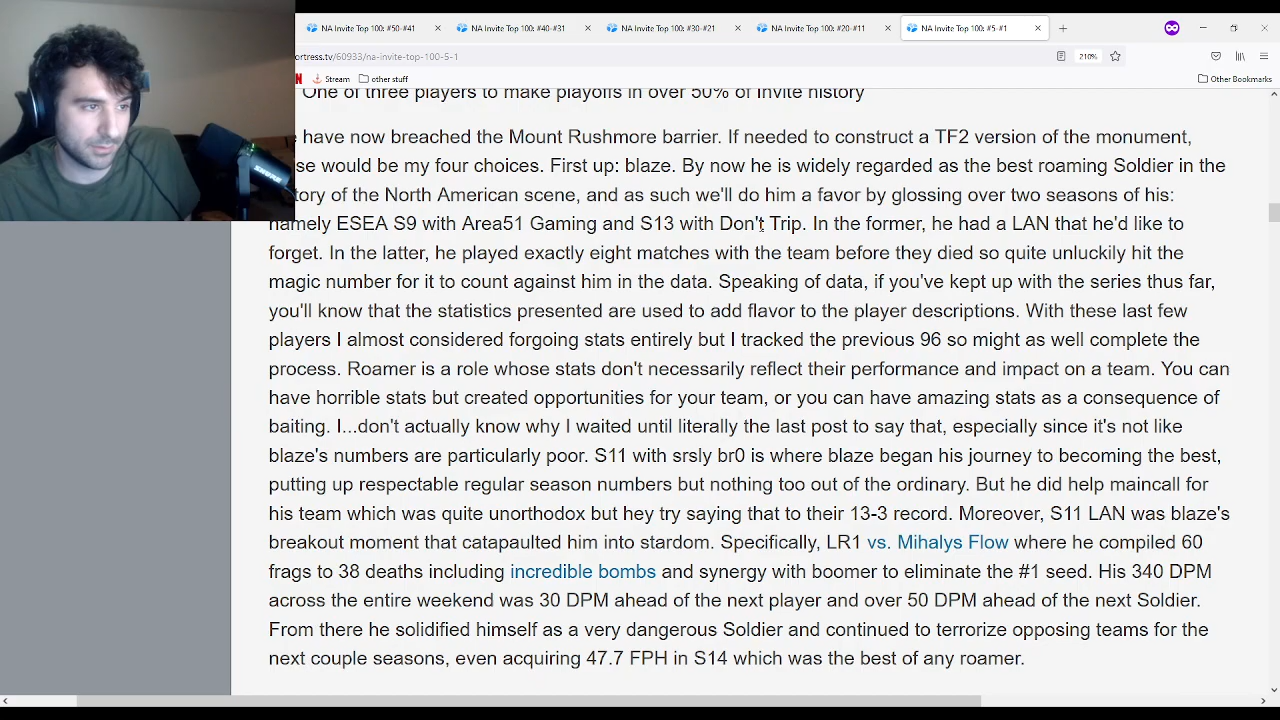 NA Invite Top 100: #50-#41
NA Invite Top 100: #40-#31
NA Invite Top 100: #30-#21
NA Invite Top 100: #20-#11
NA Invite Top 100: #5-#1
ortress.tv/60933/na-invite-top-100-5-1
210%
Stream
other stuff
Other Bookmarks
One of three players to make playoffs in over 50% of Invite history
have now breached the Mount Rushmore barrier. If needed to construct a TF2 version of the monument,
se would be my four choices. First up: blaze. By now he is widely regarded as the best roaming Soldier in the
tory of the North American scene, and as such we'll do him a favor by glossing over two seasons of his:
namely ESEA S9 with Area51 Gaming and S13 with Don't Trip. In the former, he had a LAN that he'd like to
forget. In the latter, he played exactly eight matches with the team before they died so quite unluckily hit the
magic number for it to count against him in the data. Speaking of data, if you've kept up with the series thus far,
you'll know that the statistics presented are used to add flavor to the player descriptions. With these last few
players I almost considered forgoing stats entirely but I tracked the previous 96 so might as well complete the
process. Roamer is a role whose stats don't necessarily reflect their performance and impact on a team. You can
have horrible stats but created opportunities for your team, or you can have amazing stats as a consequence of
baiting. I...don't actually know why I waited until literally the last post to say that, especially since it's not like
blaze's numbers are particularly poor. S11 with srsly br0 is where blaze began his journey to becoming the best,
putting up respectable regular season numbers but nothing too out of the ordinary. But he did help maincall for
his team which was quite unorthodox but hey try saying that to their 13-3 record. Moreover, S11 LAN was blaze's
breakout moment that catapaulted him into stardom. Specifically, LR1 vs. Mihalys Flow where he compiled 60
frags to 38 deaths including incredible bombs and synergy with boomer to eliminate the #1 seed. His 340 DPM
across the entire weekend was 30 DPM ahead of the next player and over 50 DPM ahead of the next Soldier.
From there he solidified himself as a very dangerous Soldier and continued to terrorize opposing teams for the
next couple seasons, even acquiring 47.7 FPH in S14 which was the best of any roamer.